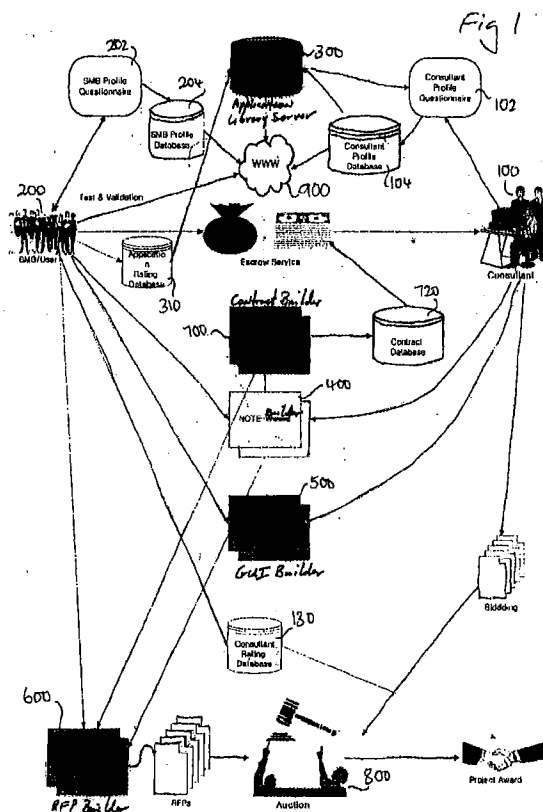 Fig 1
202
300
SMB Profile
Questionnaire
204
Application
Library Server
Consultant
Profile
Questionnaire
102
SMB Profile
Database
WWW
Consultant
Profile
Database
104
900
100
Test & Validation
200
SMB/User
Application
Rating
Database
310
Escrow Service
Consultant
Contract Builder
700
720
Contract
Database
400
NOTE
Builder
500
GUI Builder
Bidding
130
Consultant
Rating
Database
600
RFP Builder
RFPs
Auction
800
Project Award